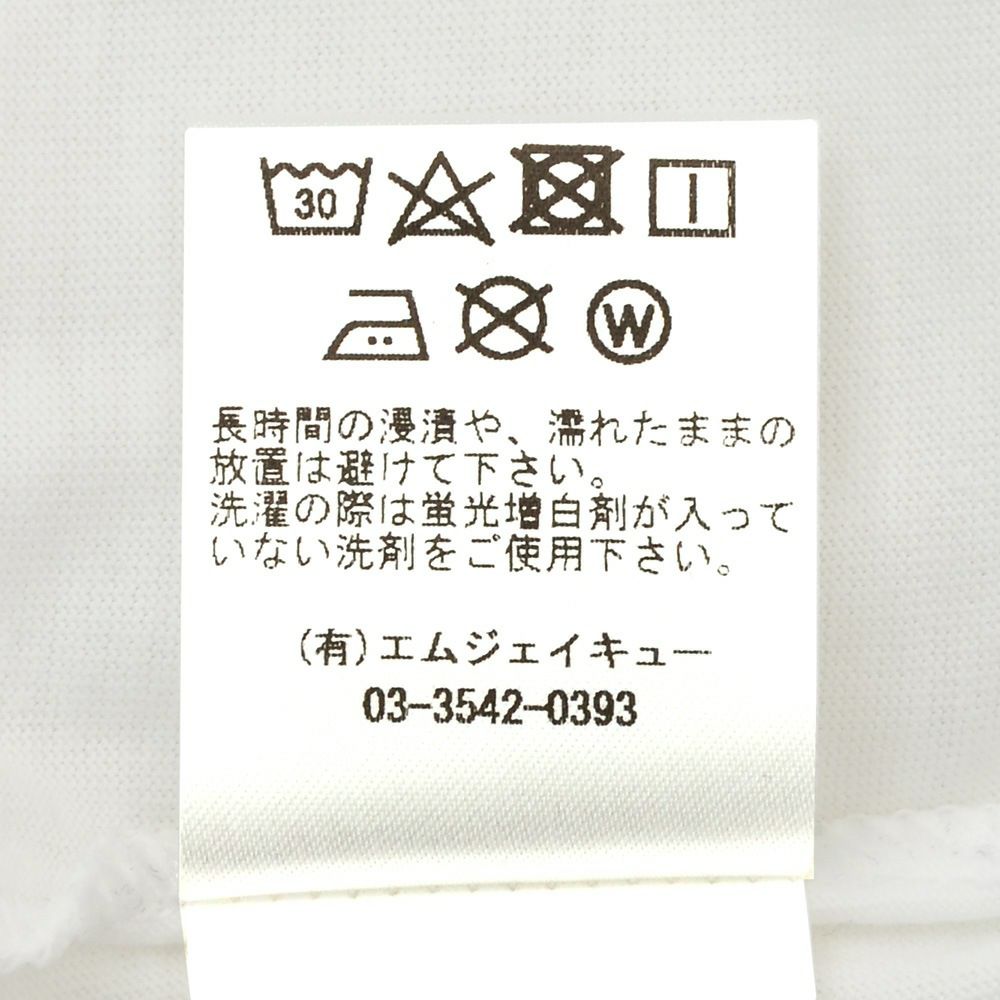 30
W
長時間の浸漬や、濡れたままの
放置は避けて下さい。
洗濯の際は蛍光増白剤が入って
いない洗剤をご使用下さい。
(有)エムジェイキュー
03-3542-0393